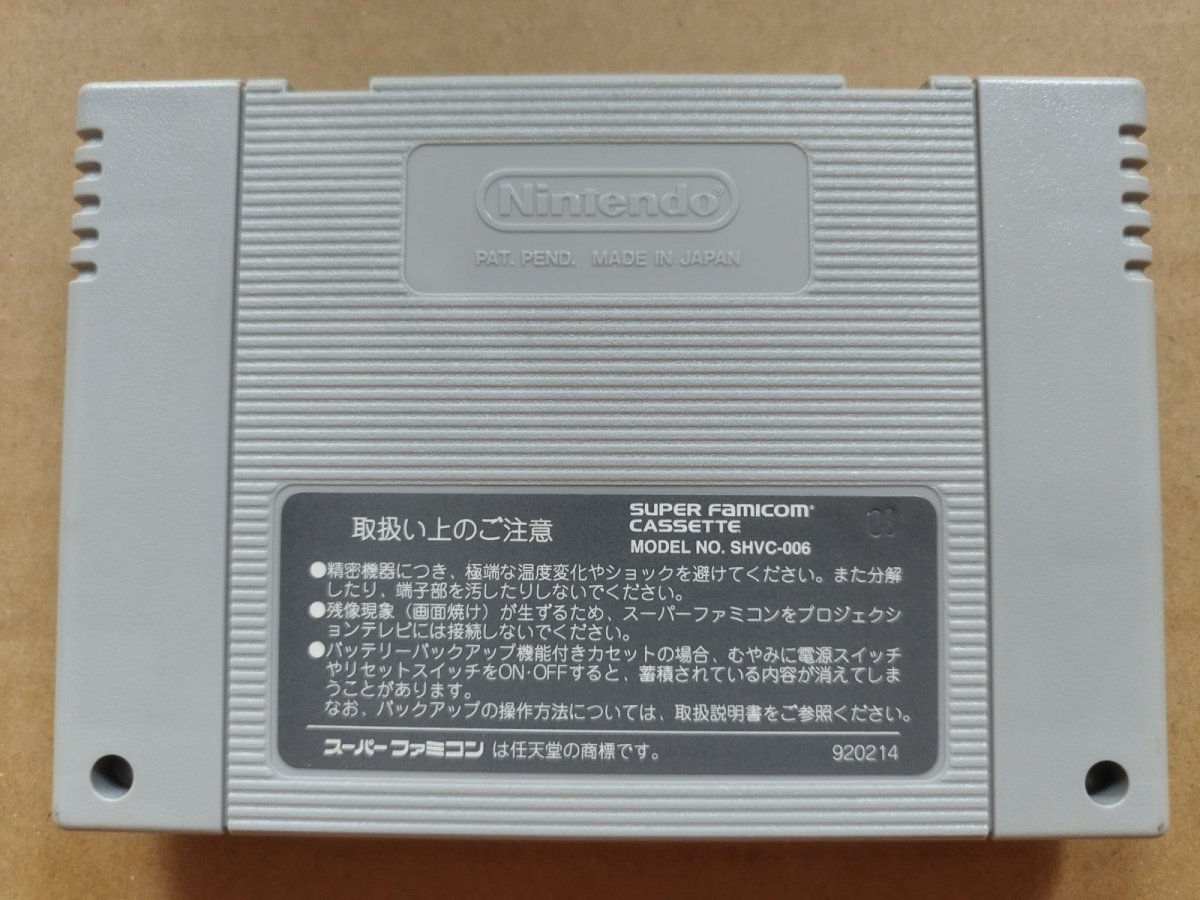 Nintendo®
PAT. PEND. MADE IN JAPAN
取扱い上のご注意
SUPER FAMICOM®
CASSETTE
MODEL NO. SHVC-006
●精密機器につき、極端な温度変化やショックを避けてください。また分解
したり、端子部を汚したりしないでください。
●残像現象(画面焼け)が生ずるため、スーパーファミコンをプロジェクシ
ョンテレビには接続しないでください。
●バッテリーバックアップ機能付きカセットの場合、むやみに電源スイッチ
やリセットスイッチをON・OFFすると、蓄積されている内容が消えてしま
うことがあります。
なお、バックアップの操作方法については、取扱説明書をご参照ください。
スーパーファミコン は任天堂の商標です。
920214